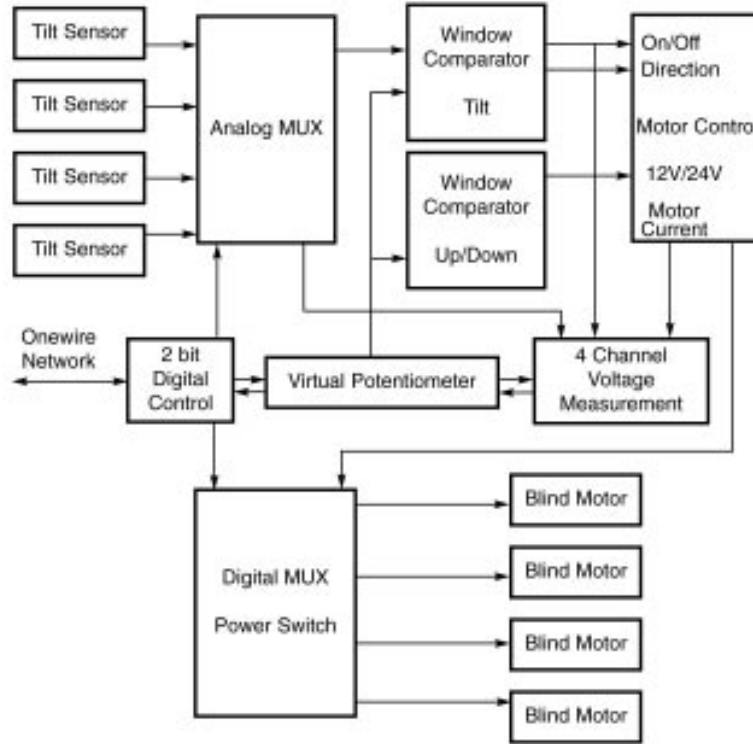 Tilt Sensor
Tilt Sensor
Tilt Sensor
Tilt Sensor
Analog MUX
Window
Comparator
Tilt
Window
Comparator
Up/Down
On/Off
Direction
Motor Control
12V/24V
Motor
Current
Onewire
Network
2 bit
Digital
Control
Virtual Potentiometer
4 Channel
Voltage
Measurement
Digital MUX
Power Switch
Blind Motor
Blind Motor
Blind Motor
Blind Motor